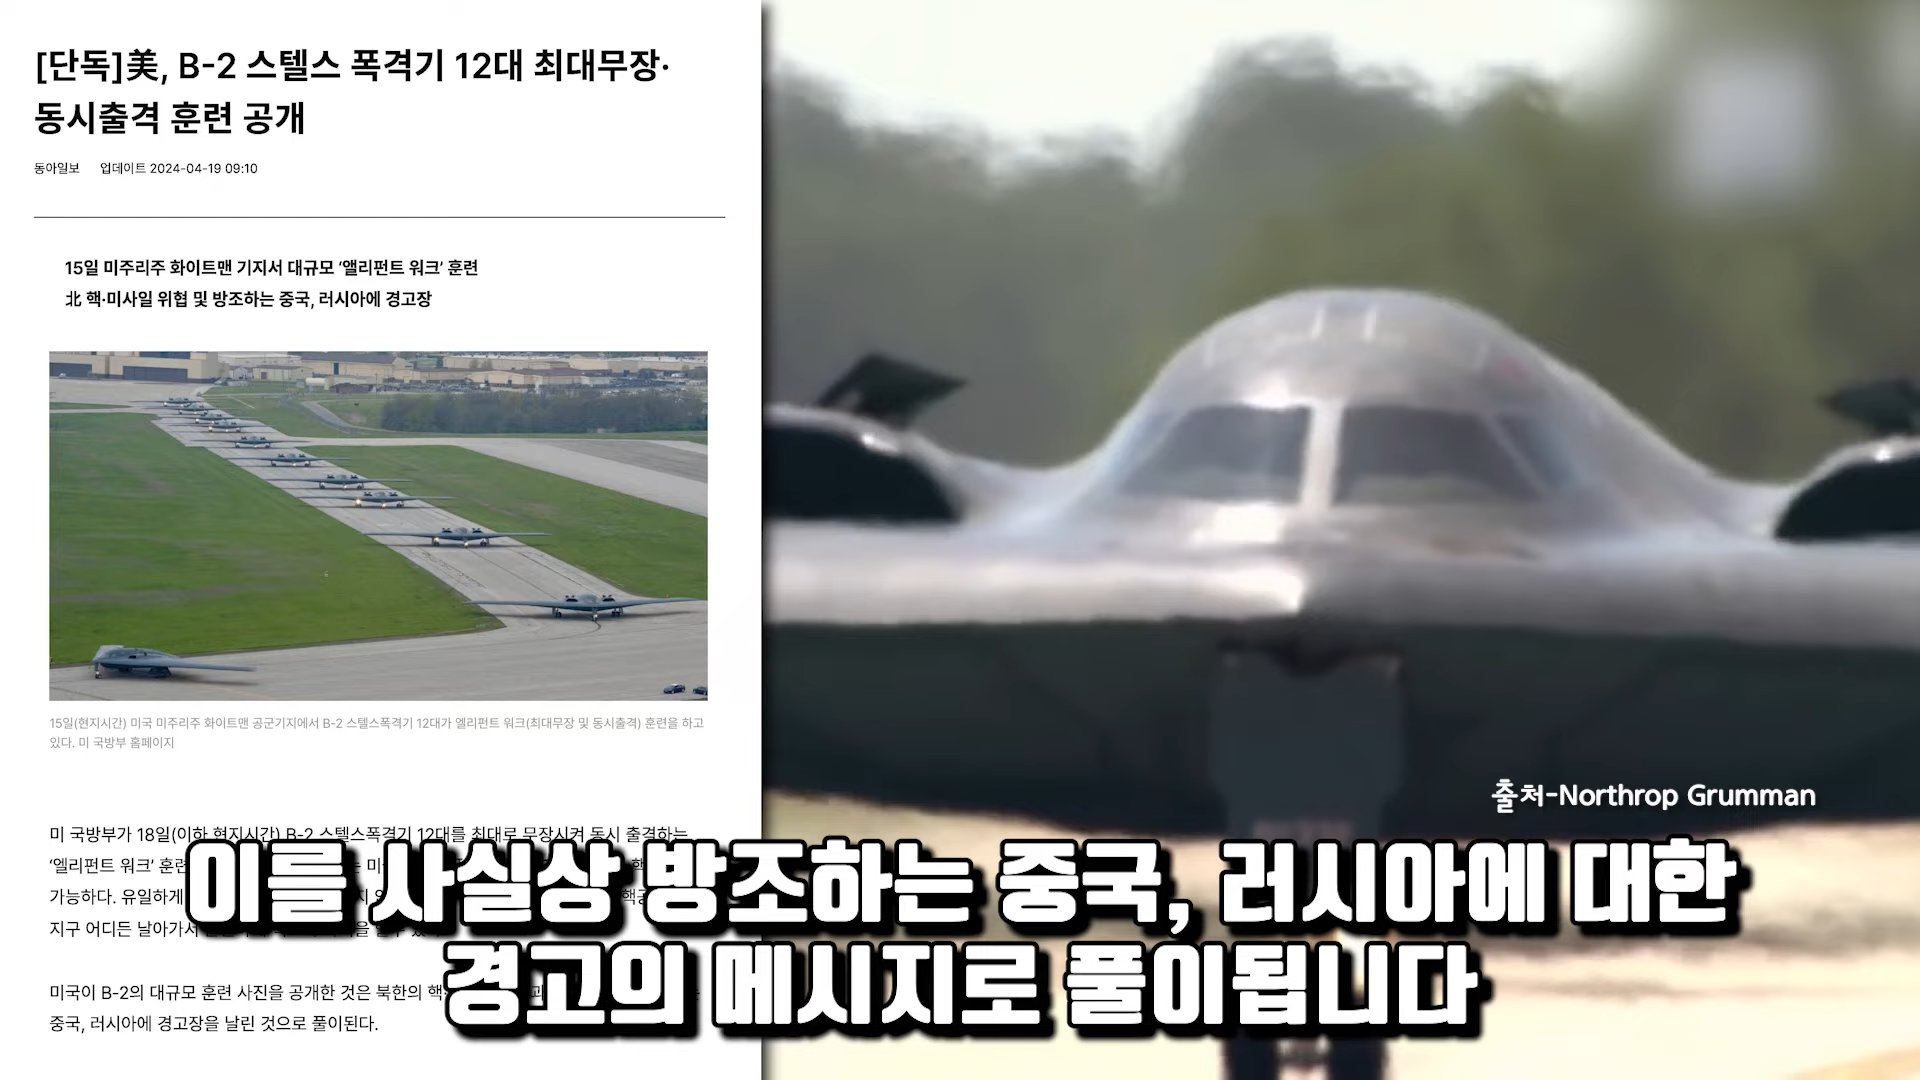 [단독]美, B-2 스텔스 폭격기 12대 최대무장·
동시출격 훈련 공개
동아일보 업데이트 2024-04-19 09:10
15일 미주리주 화이트맨 기지서 대규모 ‘앨리펀트 워크’ 훈련
北 핵·미사일 위협 및 방조하는 중국, 러시아에 경고장
15일(현지시간) 미국 미주리주 화이트맨 공군기지에서 B-2 스텔스폭격기 12대가 엘리펀트 워크(최대무장 및 동시출격) 훈련을 하고
있다. 미 국방부 홈페이지
미 국방부가 18일(이하 현지시간) B-2 스텔스폭격기 12대를 최대로 무장시켜 동시 출격하는
‘엘리펀트 워크’ 훈련
가능하다. 유일하게
지구 어디든 날아가서
미국이 B-2의 대규모 훈련 사진을 공개한 것은 북한의 핵
중국, 러시아에 경고장을 날린 것으로 풀이된다.
출처-Northrop Grumman
이를 사실상 방조하는 중국, 러시아에 대한
경고의 메시지로 풀이됩니다